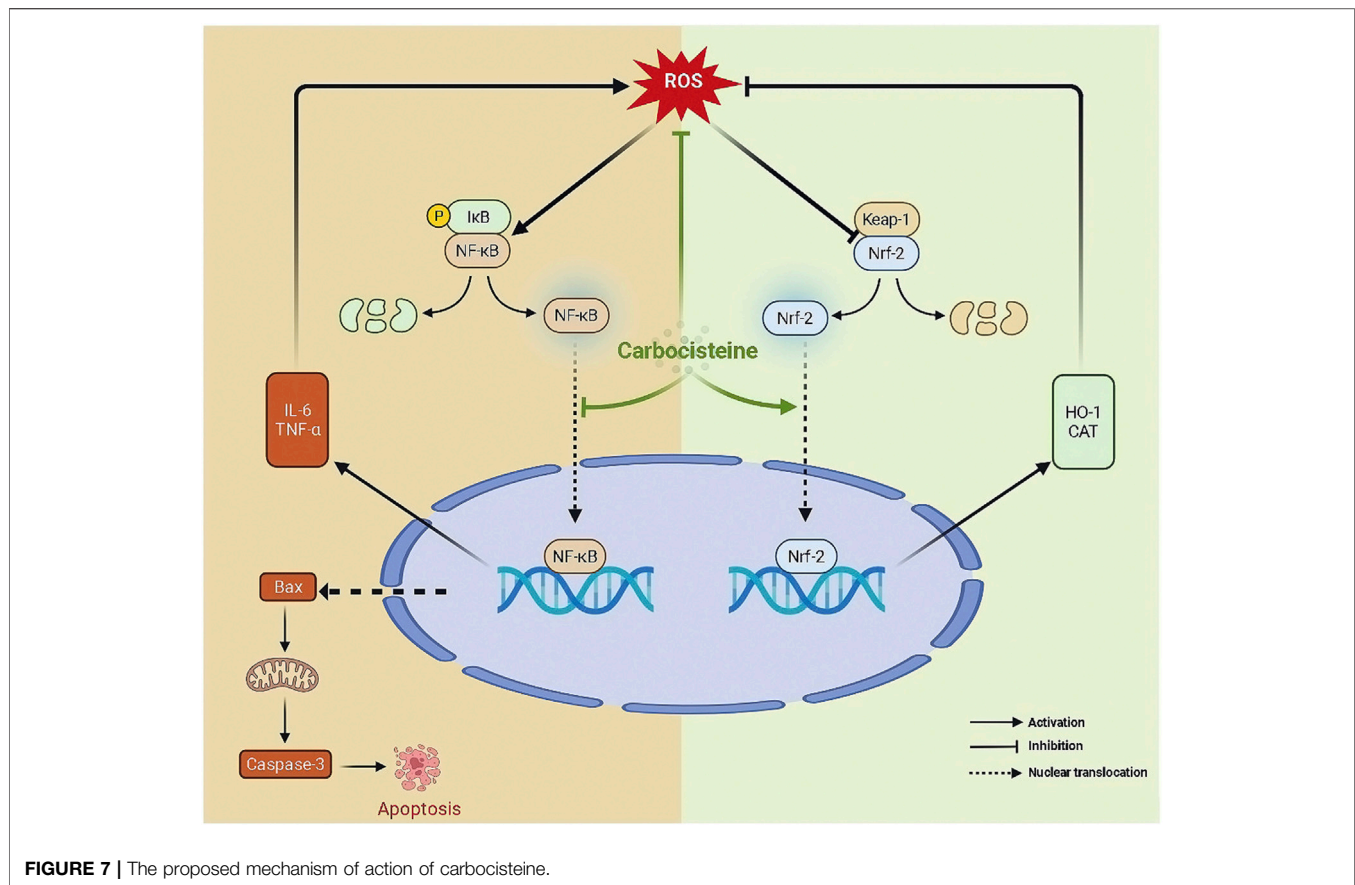 ROS
P
IκB
NF-κB
Keap-1
Nrf-2
NF-κB
Nrf-2
Carbocisteine
IL-6
TNF-α
HO-1
CAT
NF-κB
Nrf-2
Bax
Caspase-3
Apoptosis
Activation
Inhibition
Nuclear translocation
FIGURE 7 | The proposed mechanism of action of carbocisteine.